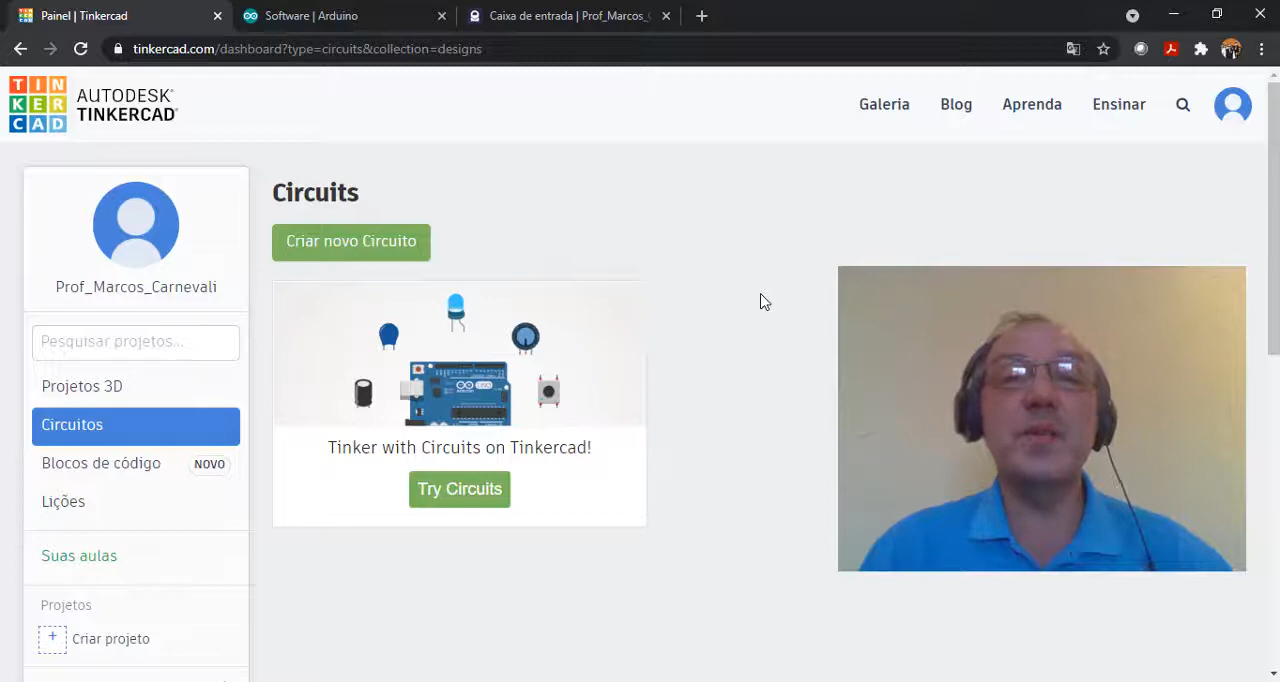 Painel | Tinkercad
Software | Arduino
Caixa de entrada | Prof_Marcos_
tinkercad.com/dashboard?type=circuits&collection=designs
TIN
KER
CAD
AUTODESK
TINKERCAD
Galeria
Blog
Aprenda
Ensinar
Prof_Marcos_Carnevali
Pesquisar projetos...
Projetos 3D
Circuitos
Blocos de código NOVO
Lições
Suas aulas
Projetos
+ Criar projeto
Circuits
Criar novo Circuito
Tinker with Circuits on Tinkercad!
Try Circuits